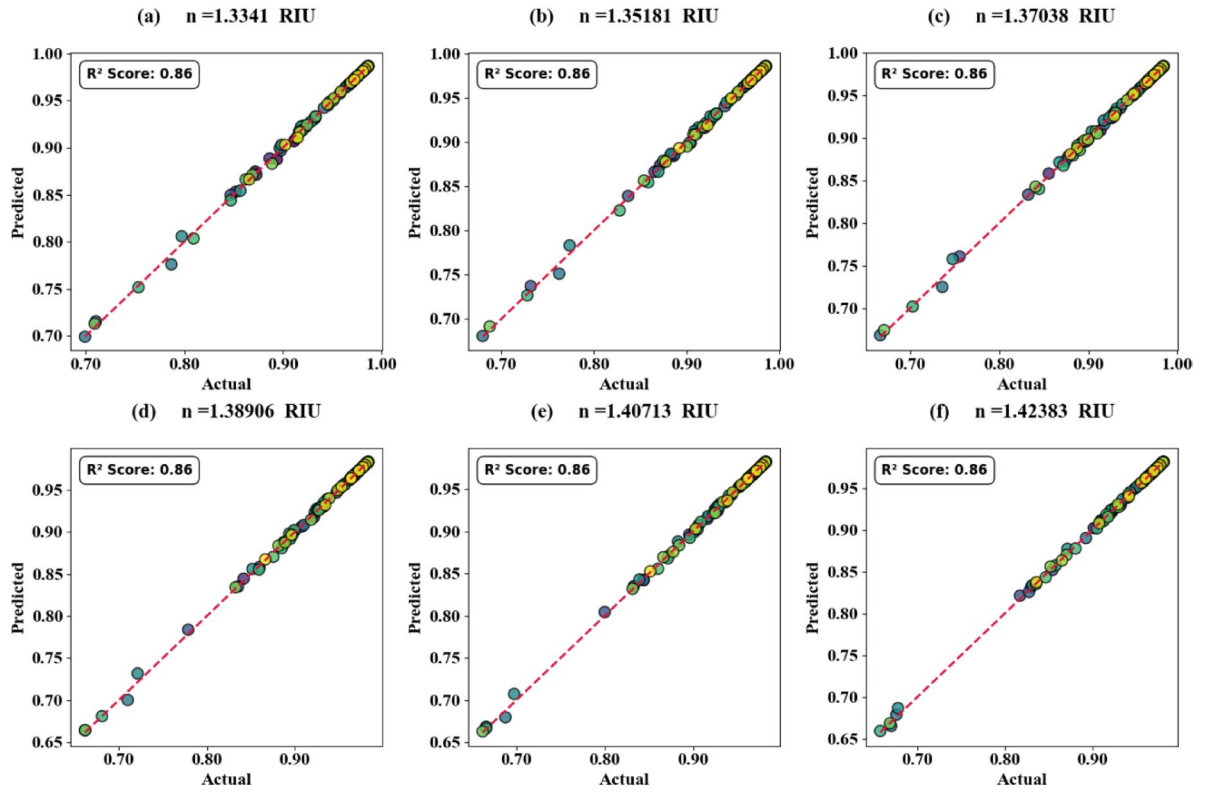 (a) n =1.3341 RIU
(b) n =1.35181 RIU
(c) n =1.37038 RIU
R² Score: 0.86
R² Score: 0.86
R² Score: 0.86
Predicted
1.00
0.95
0.90
0.85
0.80
0.75
0.70
0.70
0.80
0.90
1.00
Actual
Predicted
1.00
0.95
0.90
0.85
0.80
0.75
0.70
0.70
0.80
0.90
1.00
Actual
Predicted
1.00
0.95
0.90
0.85
0.80
0.75
0.70
0.70
0.80
0.90
1.00
Actual
(d) n =1.38906 RIU
(e) n =1.40713 RIU
(f) n =1.42383 RIU
R² Score: 0.86
R² Score: 0.86
R² Score: 0.86
Predicted
0.95
0.90
0.85
0.80
0.75
0.70
0.65
0.70
0.80
0.90
Actual
Predicted
0.95
0.90
0.85
0.80
0.75
0.70
0.65
0.70
0.80
0.90
Actual
Predicted
0.95
0.90
0.85
0.80
0.75
0.70
0.65
0.70
0.80
0.90
Actual